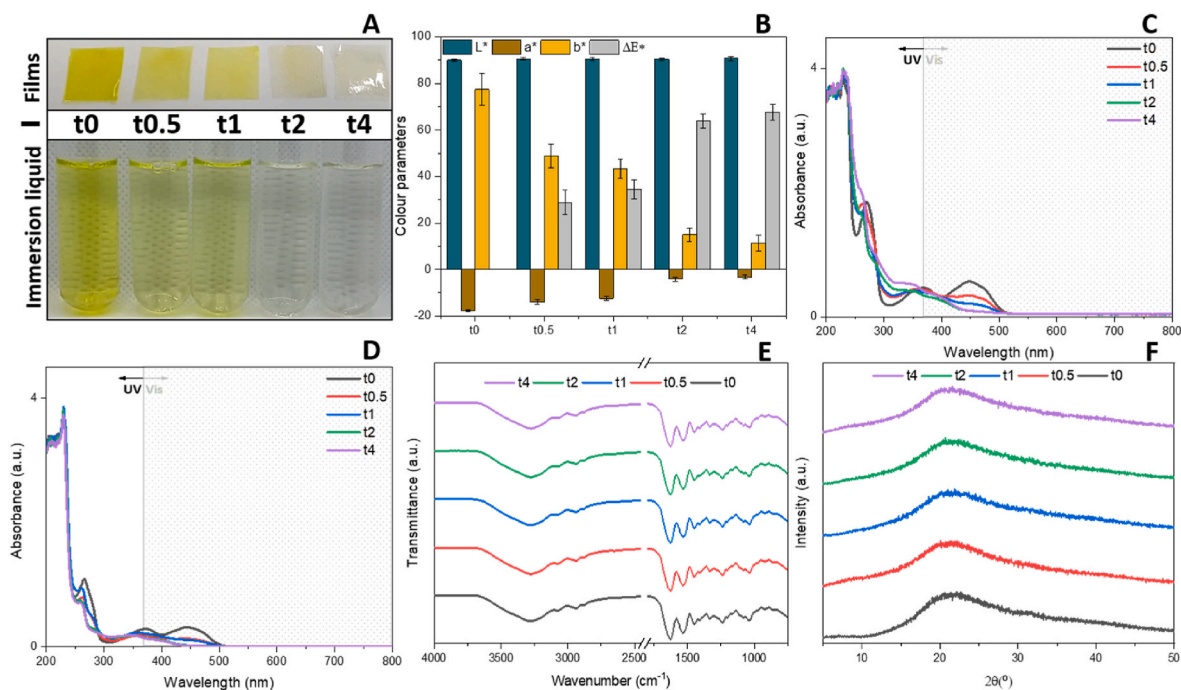 A
Films
I
t0 t0.5 t1 t2 t4
Immersion liquid
B
L* a* b* ΔE*
Colour parameters
100
80
60
40
20
0
-20
t0 t0.5 t1 t2 t4
C
UV Vis
t0
t0.5
t1
t2
t4
Absorbance (a.u.)
4
0
200 300 400 500 600 700 800
Wavelength (nm)
D
UV Vis
t0
t0.5
t1
t2
t4
Absorbance (a.u.)
4
0
200 300 400 500 600 700 800
Wavelength (nm)
E
t4 t2 t1 t0.5 t0
Transmittance (a.u.)
4000 3500 3000 2500 1750 1500 1250 1000
Wavenumber (cm⁻¹)
F
t4 t2 t1 t0.5 t0
Intensity (a.u.)
10 20 30 40 50
2θ(º)